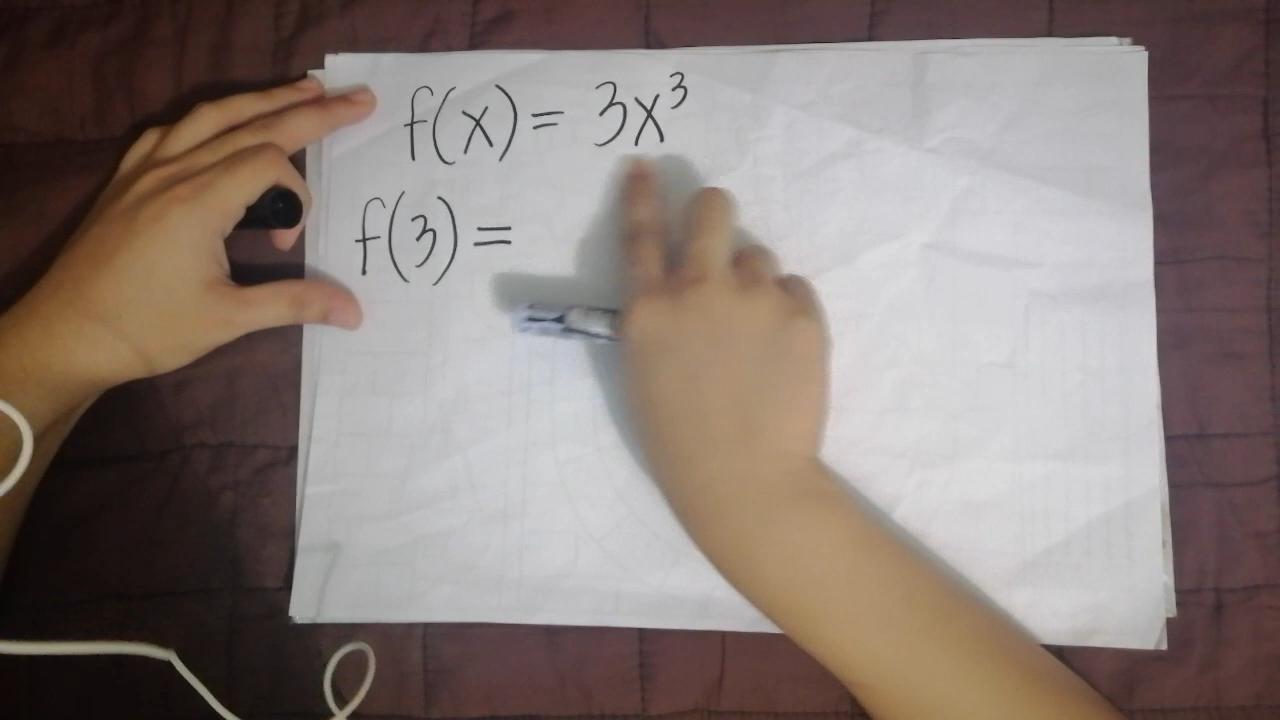 f(x) = 3x³
f(3) =